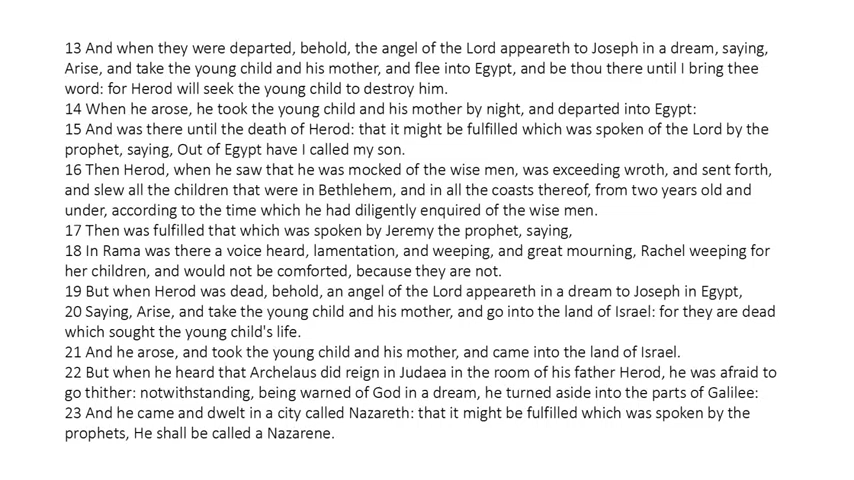 13 And when they were departed, behold, the angel of the Lord appeareth to Joseph in a dream, saying,
Arise, and take the young child and his mother, and flee into Egypt, and be thou there until I bring thee
word: for Herod will seek the young child to destroy him.
14 When he arose, he took the young child and his mother by night, and departed into Egypt:
15 And was there until the death of Herod: that it might be fulfilled which was spoken of the Lord by the
prophet, saying, Out of Egypt have I called my son.
16 Then Herod, when he saw that he was mocked of the wise men, was exceeding wroth, and sent forth,
and slew all the children that were in Bethlehem, and in all the coasts thereof, from two years old and
under, according to the time which he had diligently enquired of the wise men.
17 Then was fulfilled that which was spoken by Jeremy the prophet, saying,
18 In Rama was there a voice heard, lamentation, and weeping, and great mourning, Rachel weeping for
her children, and would not be comforted, because they are not.
19 But when Herod was dead, behold, an angel of the Lord appeareth in a dream to Joseph in Egypt,
20 Saying, Arise, and take the young child and his mother, and go into the land of Israel: for they are dead
which sought the young child's life.
21 And he arose, and took the young child and his mother, and came into the land of Israel.
22 But when he heard that Archelaus did reign in Judaea in the room of his father Herod, he was afraid to
go thither: notwithstanding, being warned of God in a dream, he turned aside into the parts of Galilee:
23 And he came and dwelt in a city called Nazareth: that it might be fulfilled which was spoken by the
prophets, He shall be called a Nazarene.